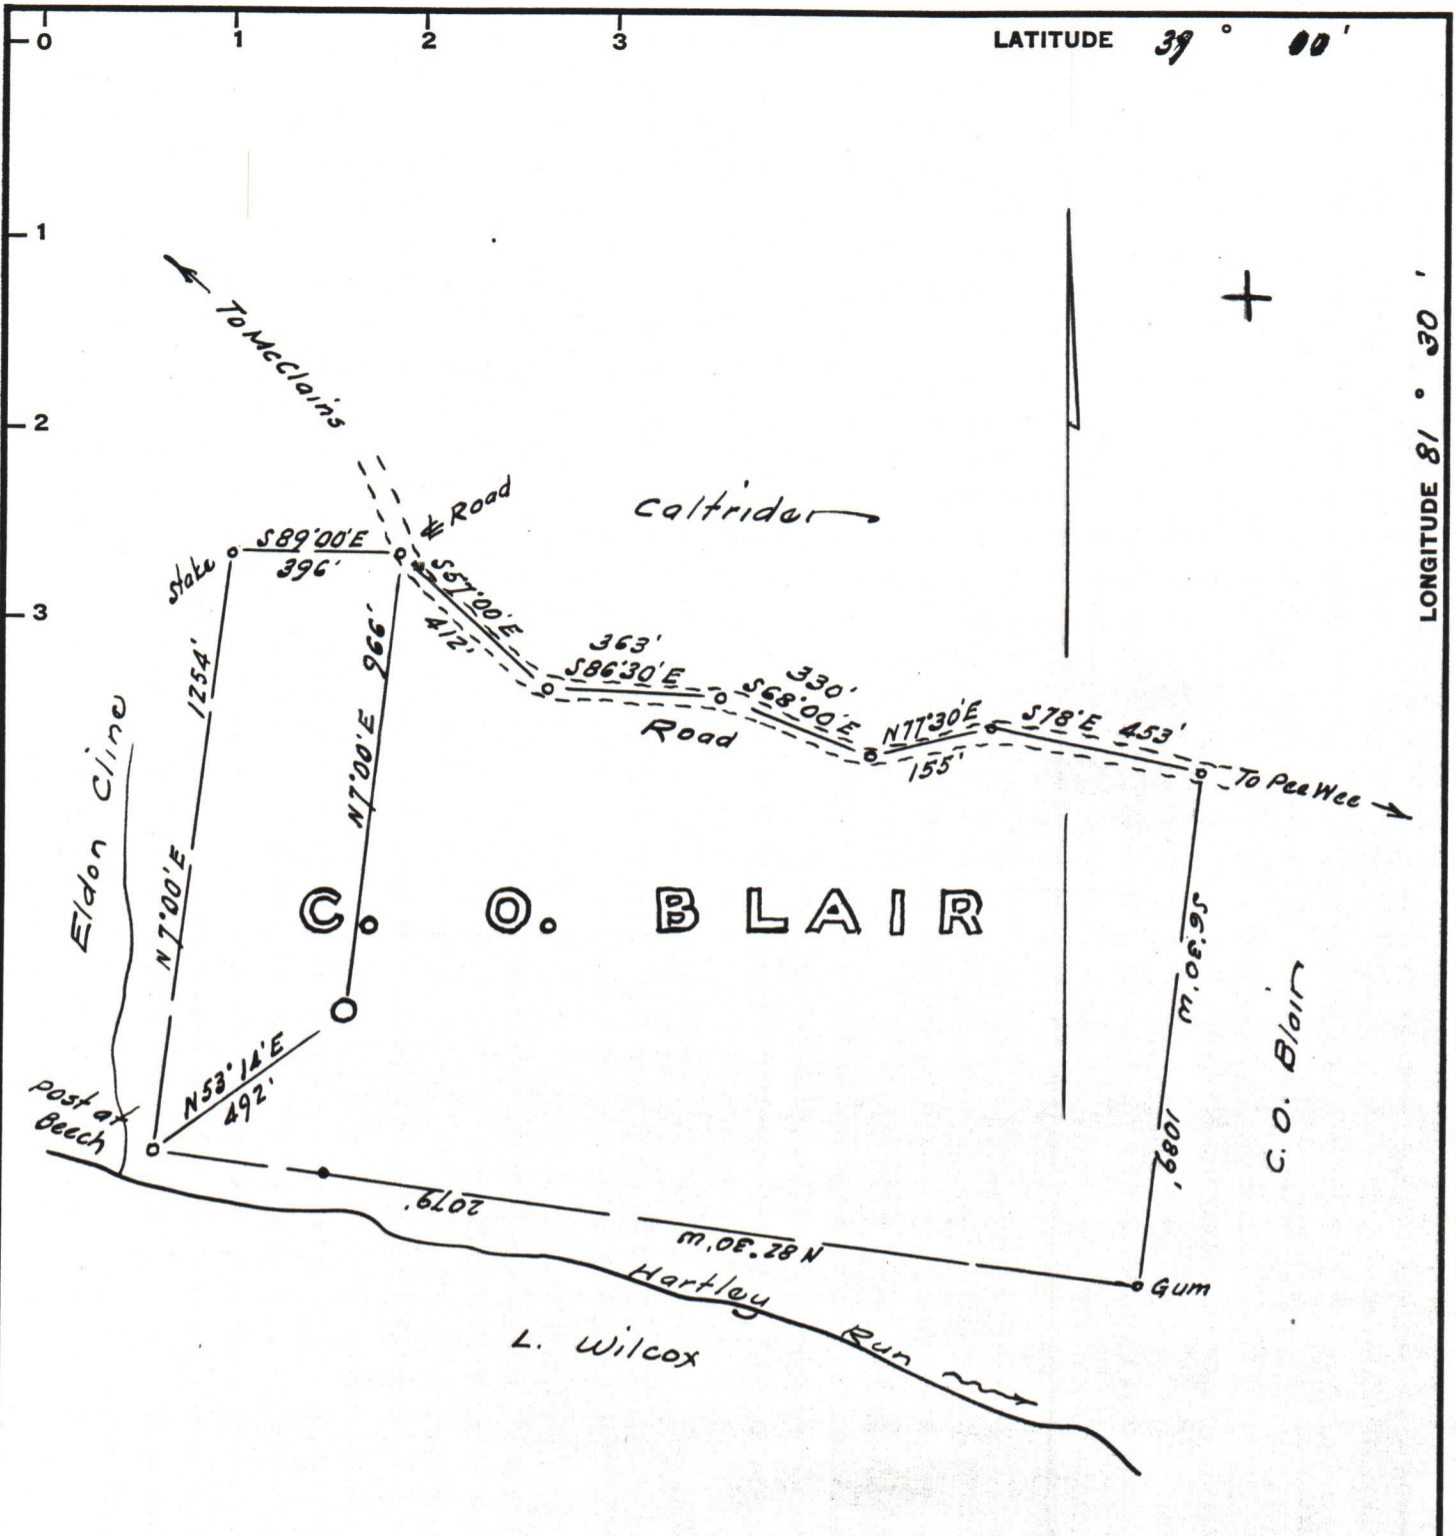 0 1 2 3 LATITUDE 39° 00'
1
2
3
LONGITUDE 81° 30'
To McClains
Road
Caltrider
Stake
S89°00'E
396'
S57°00'E
412'
363'
S86°30'E
330'
S68°00'E
Road
N77°30'E
155'
S78°E 453'
To PeeWee
N7°00'E 1254'
N7°00'E 966'
Eldon Cline
C. O. BLAIR
S6°30'W
1089'
C. O. Blair
N53°14'E
492'
Post at
Beech
2079'
N82°30'W
Gum
Hartley Run
L. Wilcox